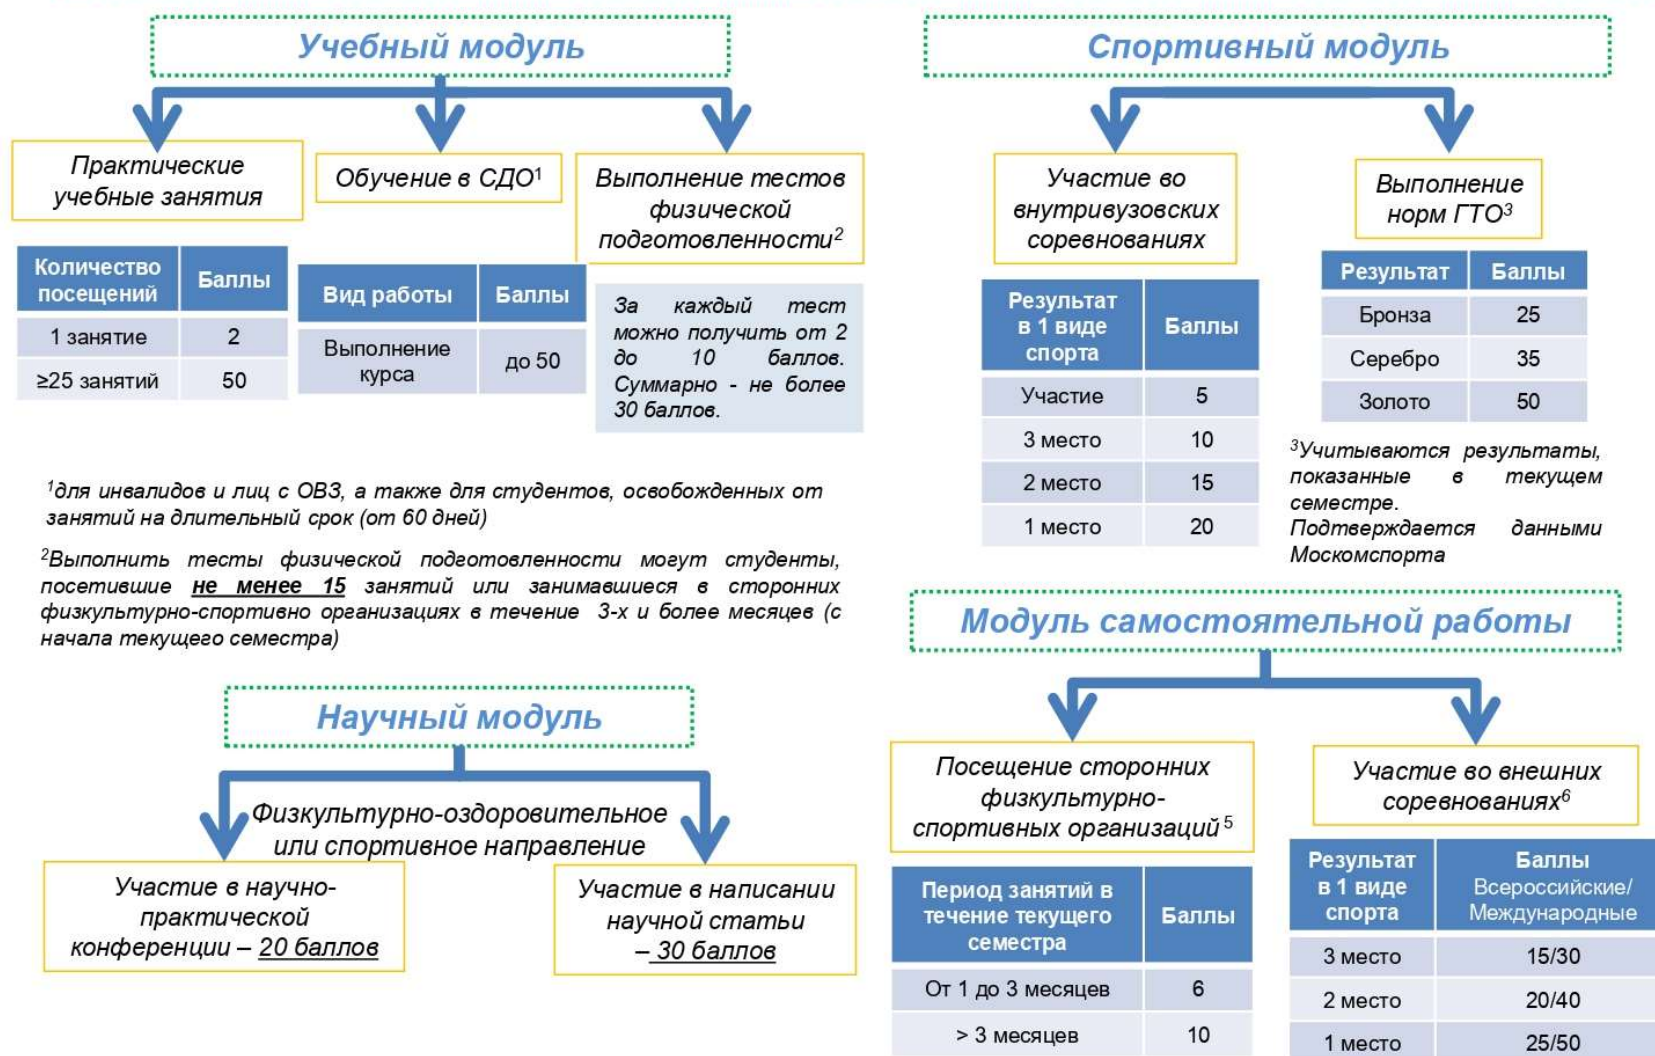 Учебный модуль
Практические
учебные занятия
Обучение в СДО¹
Выполнение тестов
физической
подготовленности²
Количество
посещений
Баллы
1 занятие
2
≥25 занятий
50
Вид работы
Баллы
Выполнение
курса
до 50
За каждый тест
можно получить от 2
до 10 баллов.
Суммарно - не более
30 баллов.
¹для инвалидов и лиц с ОВЗ, а также для студентов, освобожденных от
занятий на длительный срок (от 60 дней)
²Выполнить тесты физической подготовленности могут студенты,
посетившие не менее 15 занятий или занимавшиеся в сторонних
физкультурно-спортивно организациях в течение 3-х и более месяцев (с
начала текущего семестра)
Спортивный модуль
Участие во
внутривузовских
соревнованиях
Выполнение
норм ГТО³
Результат
в 1 виде
спорта
Баллы
Участие
5
3 место
10
2 место
15
1 место
20
Результат
Баллы
Бронза
25
Серебро
35
Золото
50
³Учитываются результаты,
показанные в текущем
семестре.
Подтверждается данными
Москомспорта
Научный модуль
Физкультурно-оздоровительное
или спортивное направление
Участие в научно-
практической
конференции – 20 баллов
Участие в написании
научной статьи
– 30 баллов
Модуль самостоятельной работы
Посещение сторонних
физкультурно-
спортивных организаций ⁵
Участие во внешних
соревнованиях⁶
Период занятий в
течение текущего
семестра
Баллы
От 1 до 3 месяцев
6
> 3 месяцев
10
Результат
в 1 виде
спорта
Баллы
Всероссийские/
Международные
3 место
15/30
2 место
20/40
1 место
25/50